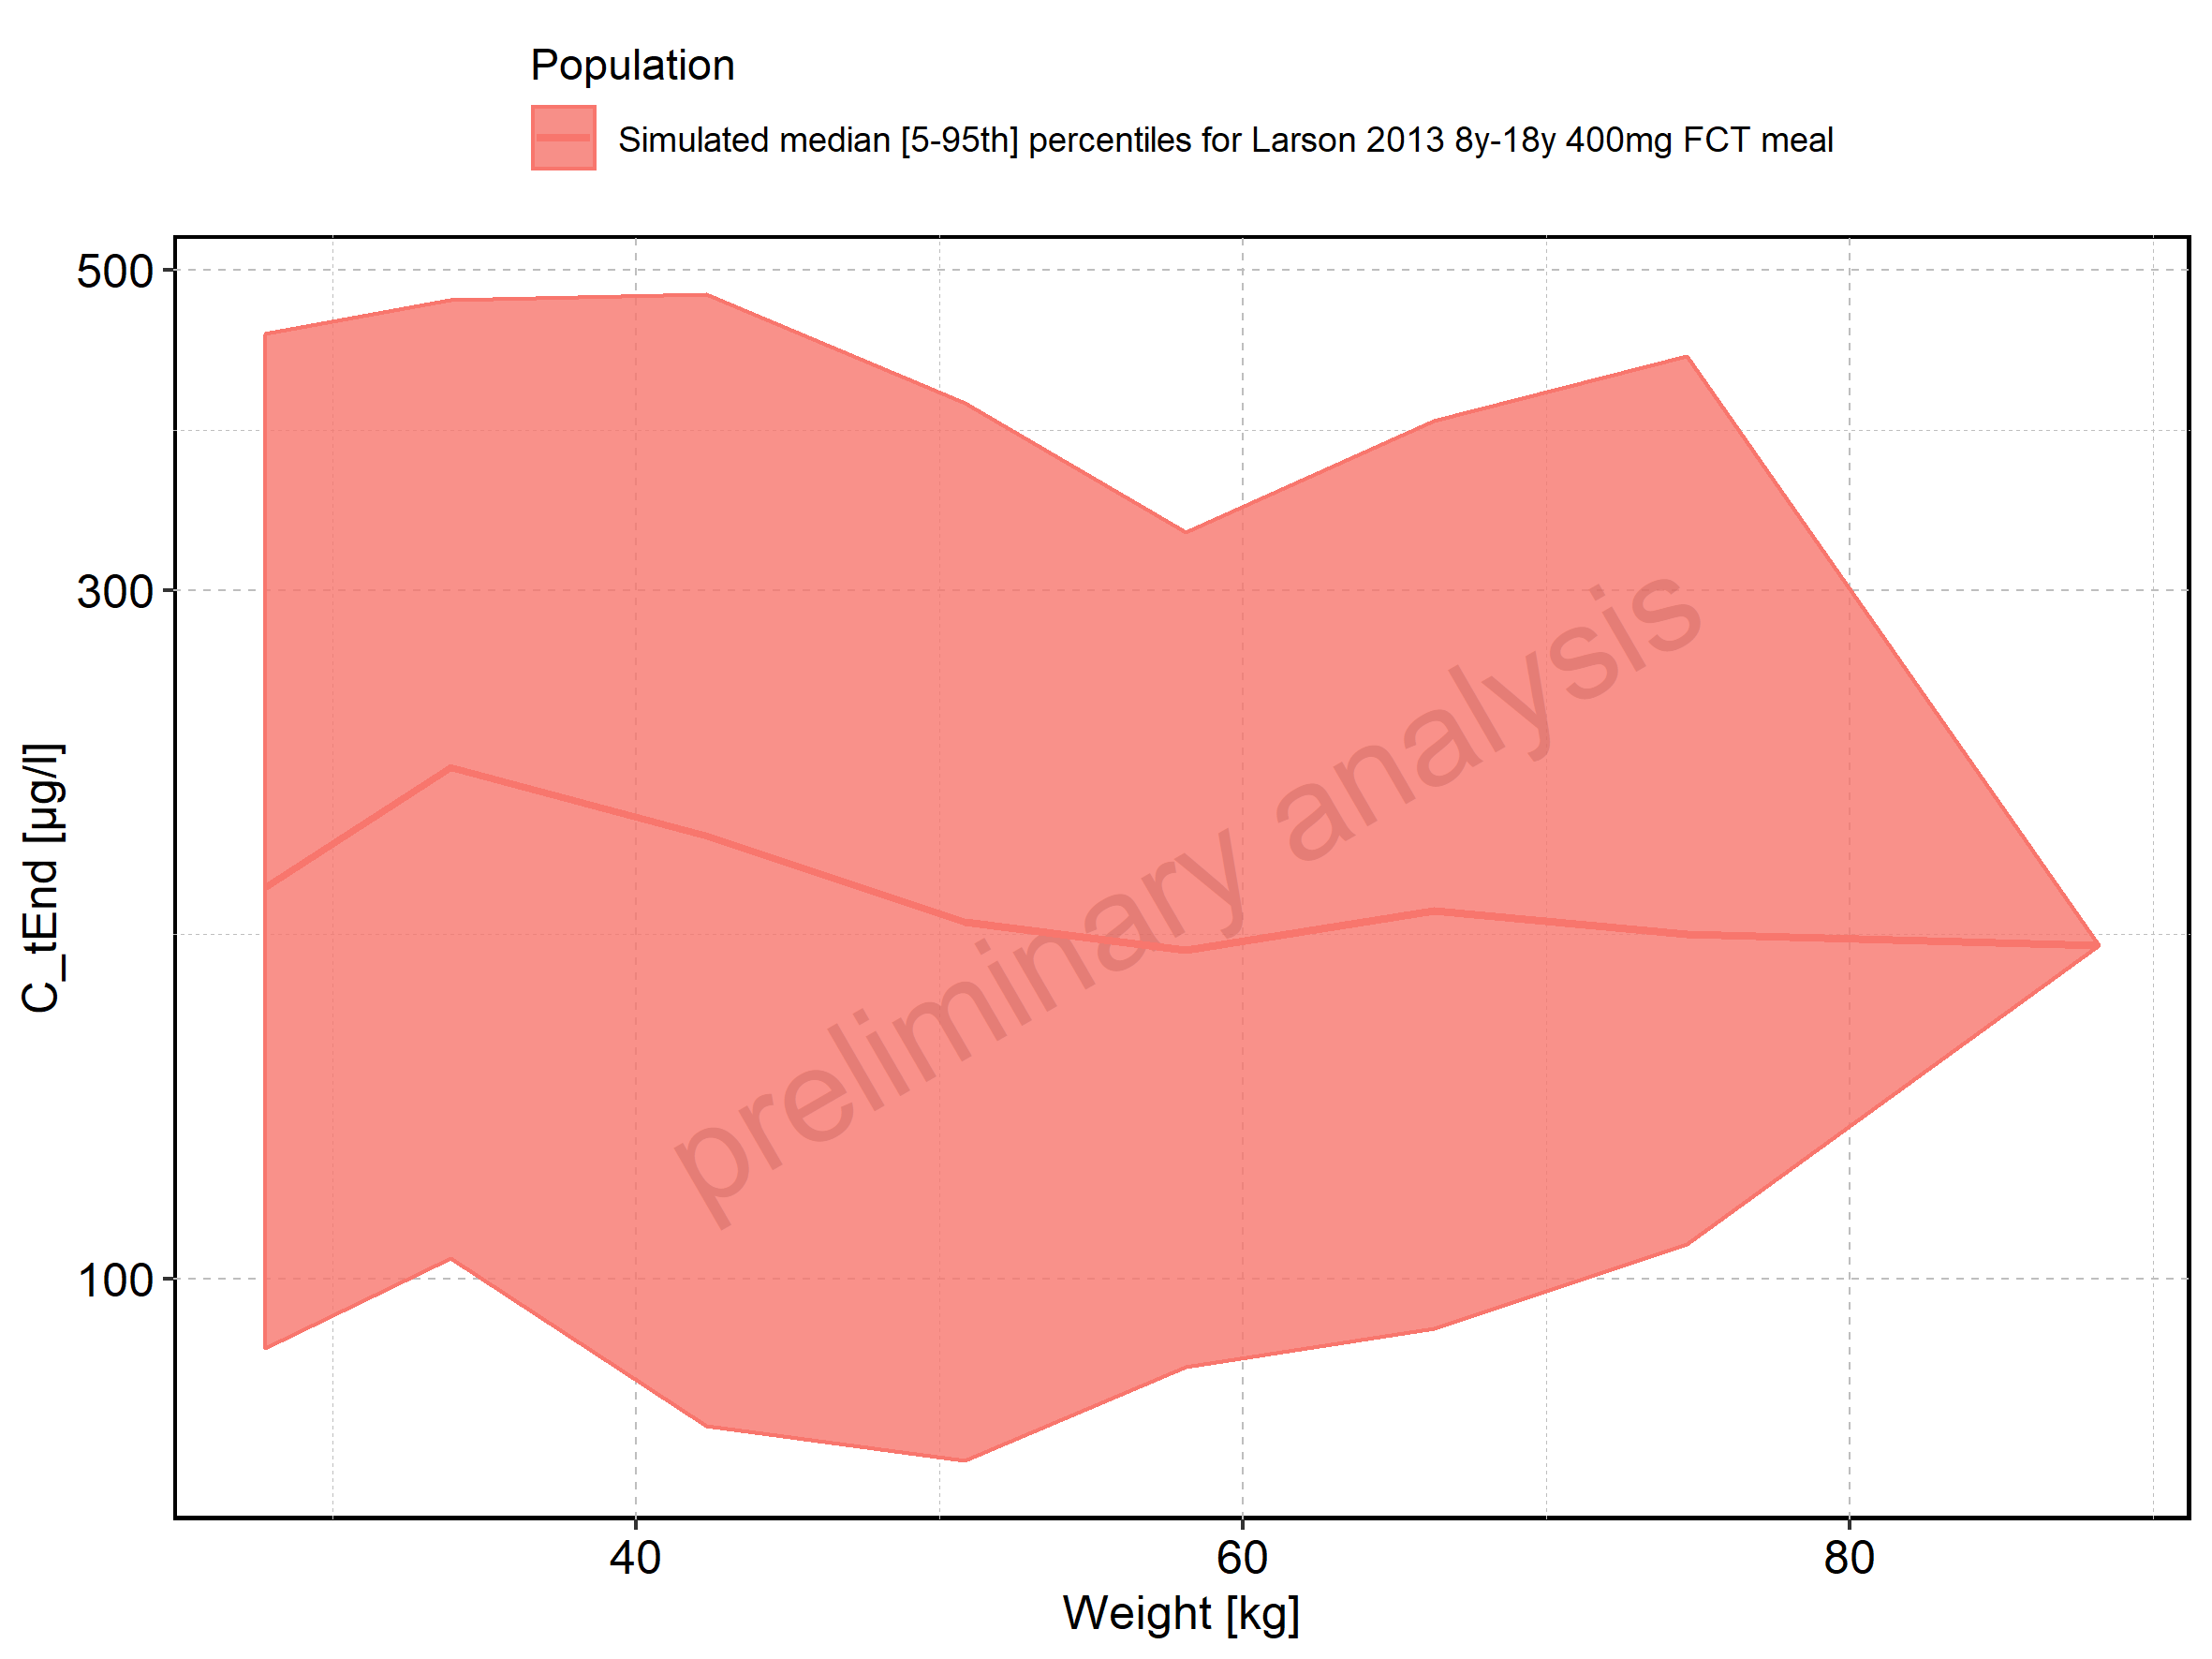 Population
Simulated median [5-95th] percentiles for Larson 2013 8y-18y 400mg FCT meal
500
300
100
C_tEnd [µg/l]
preliminary analysis
40 60 80
Weight [kg]